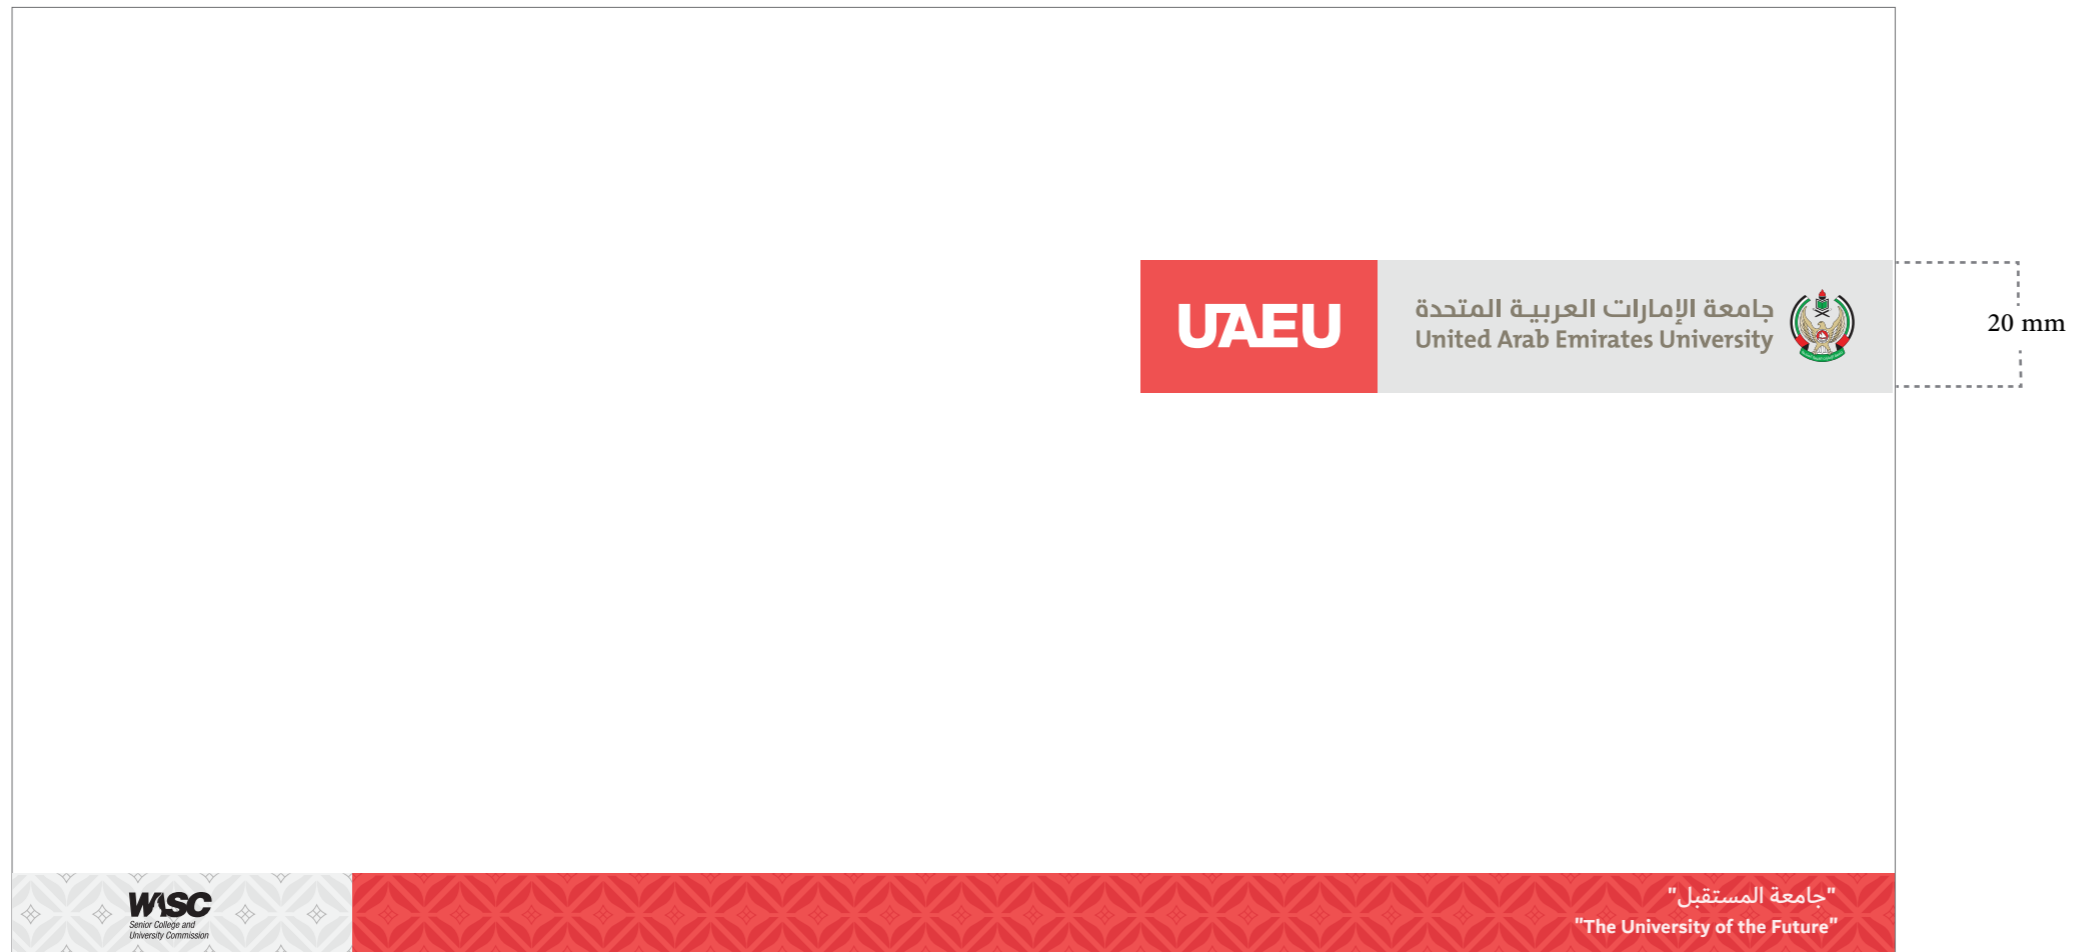 UAEU
جامعة الإمارات العربية المتحدة
United Arab Emirates University
20 mm
WASC
Senior College and
University Commission
"جامعة المستقبل"
"The University of the Future"